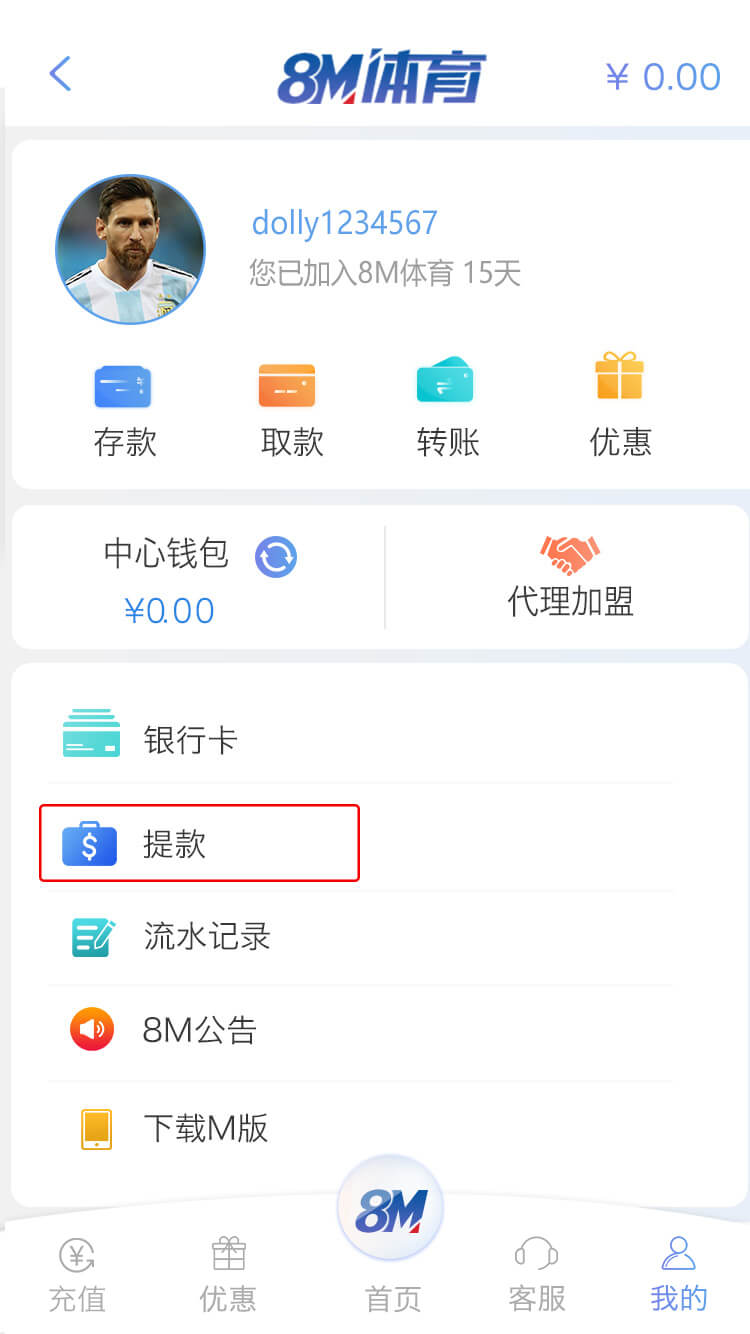 8M体育
¥ 0.00
dolly1234567
您已加入8M体育 15天
存款 取款 转账 优惠
中心钱包
¥0.00
代理加盟
银行卡
$ 提款
流水记录
8M公告
下载M版
8M
¥
充值 优惠 首页 客服 我的